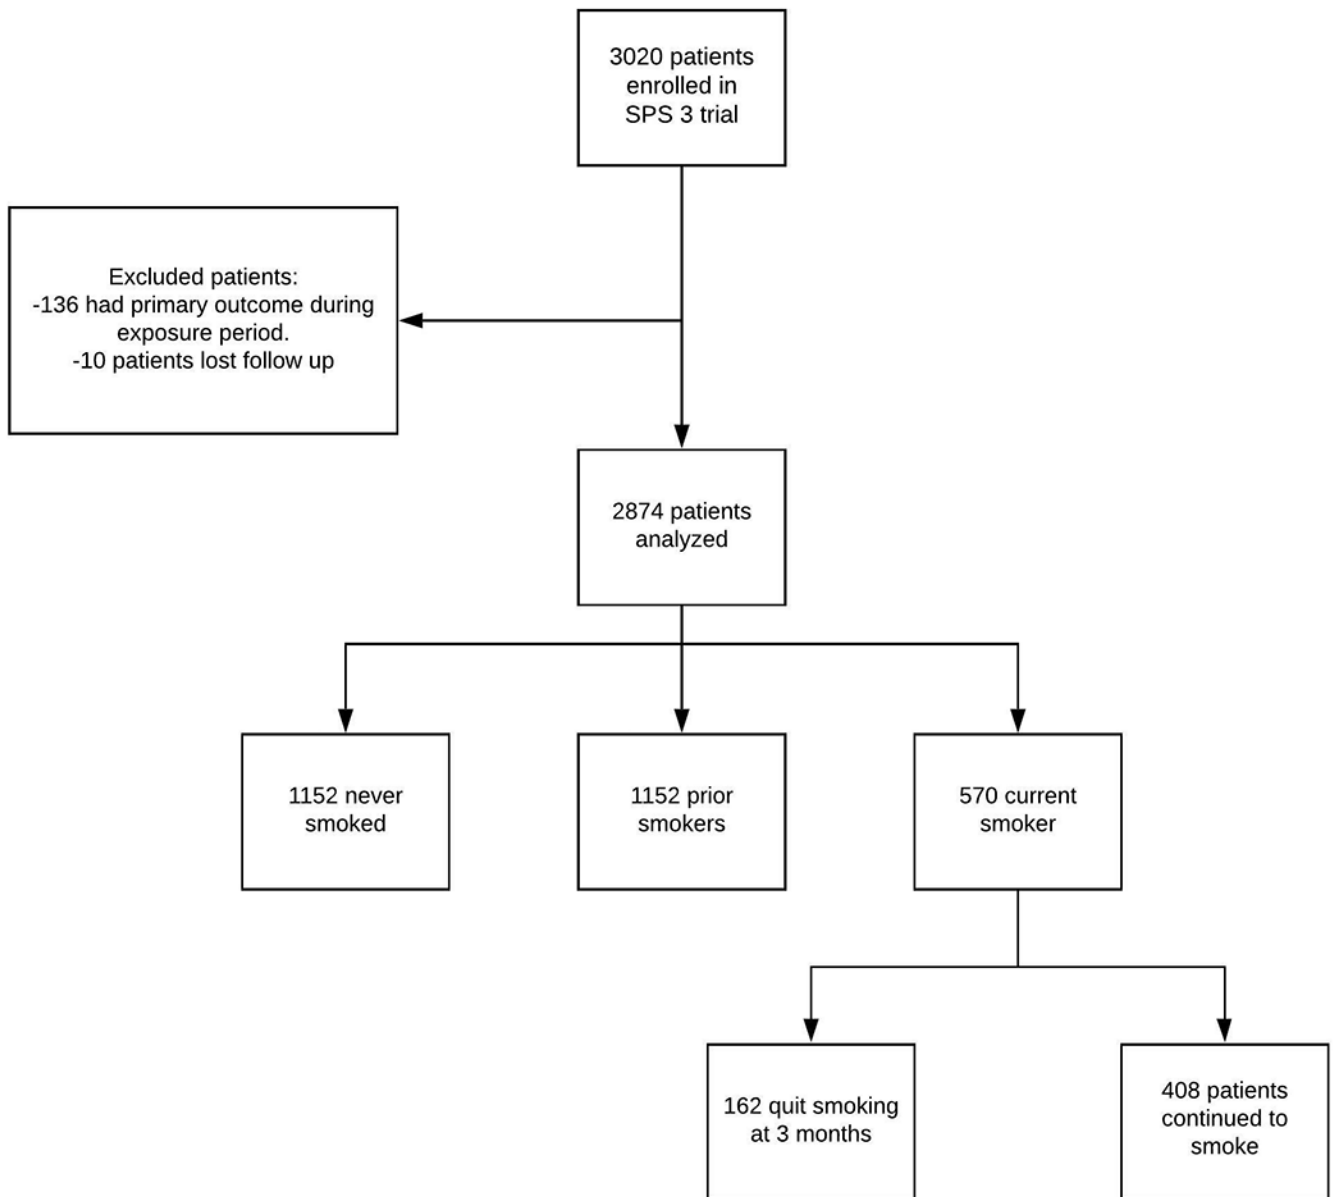 3020 patients
enrolled in
SPS 3 trial
Excluded patients:
-136 had primary outcome during
exposure period.
-10 patients lost follow up
2874 patients
analyzed
1152 never
smoked
1152 prior
smokers
570 current
smoker
162 quit smoking
at 3 months
408 patients
continued to
smoke